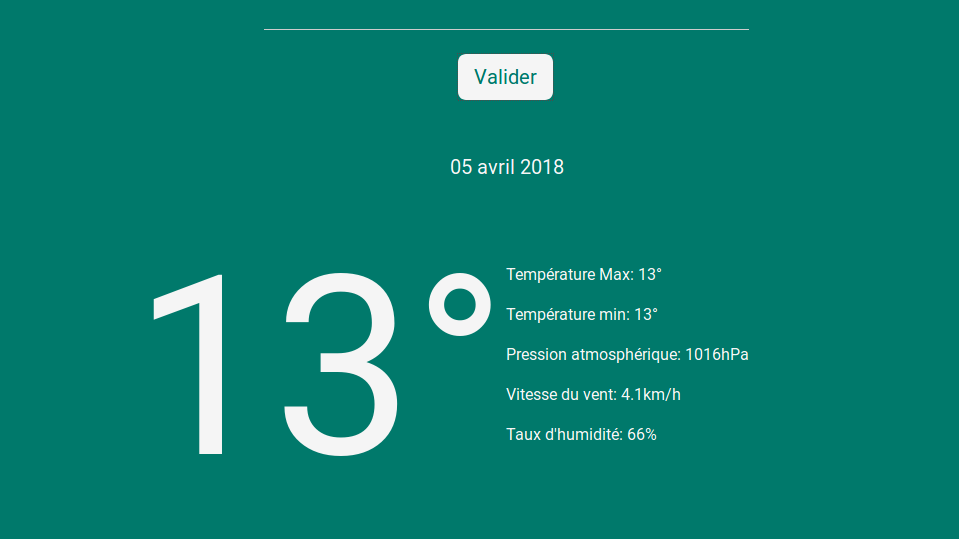 Valider
05 avril 2018
13°
Température Max: 13°
Température min: 13°
Pression atmosphérique: 1016hPa
Vitesse du vent: 4.1km/h
Taux d'humidité: 66%